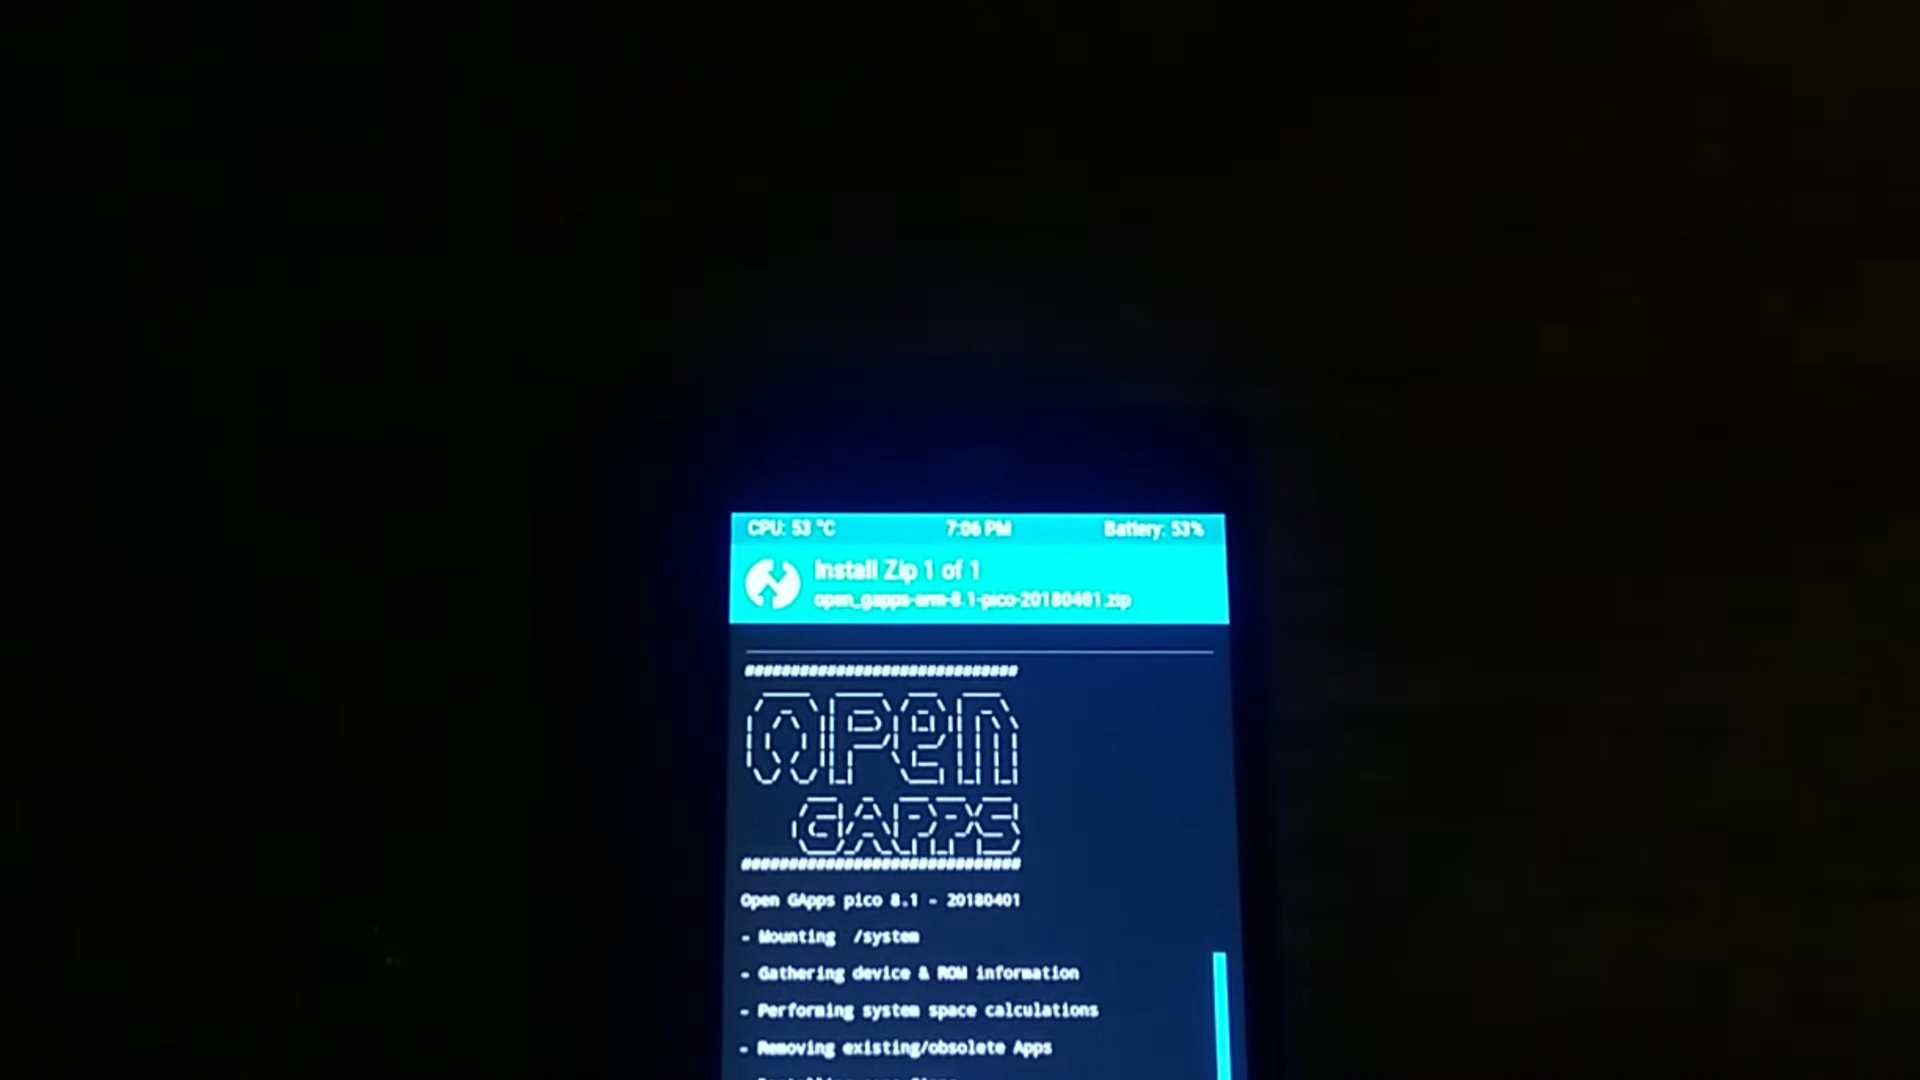 CPU: 53 °C 7:06 PM Battery: 53%
Install Zip 1 of 1
open_gapps-arm-8.1-pico-20180401.zip
##############################
OPEN
GAPPS
##############################
Open GApps pico 8.1 - 20180401
- Mounting /system
- Gathering device & ROM information
- Performing system space calculations
- Removing existing/obsolete Apps